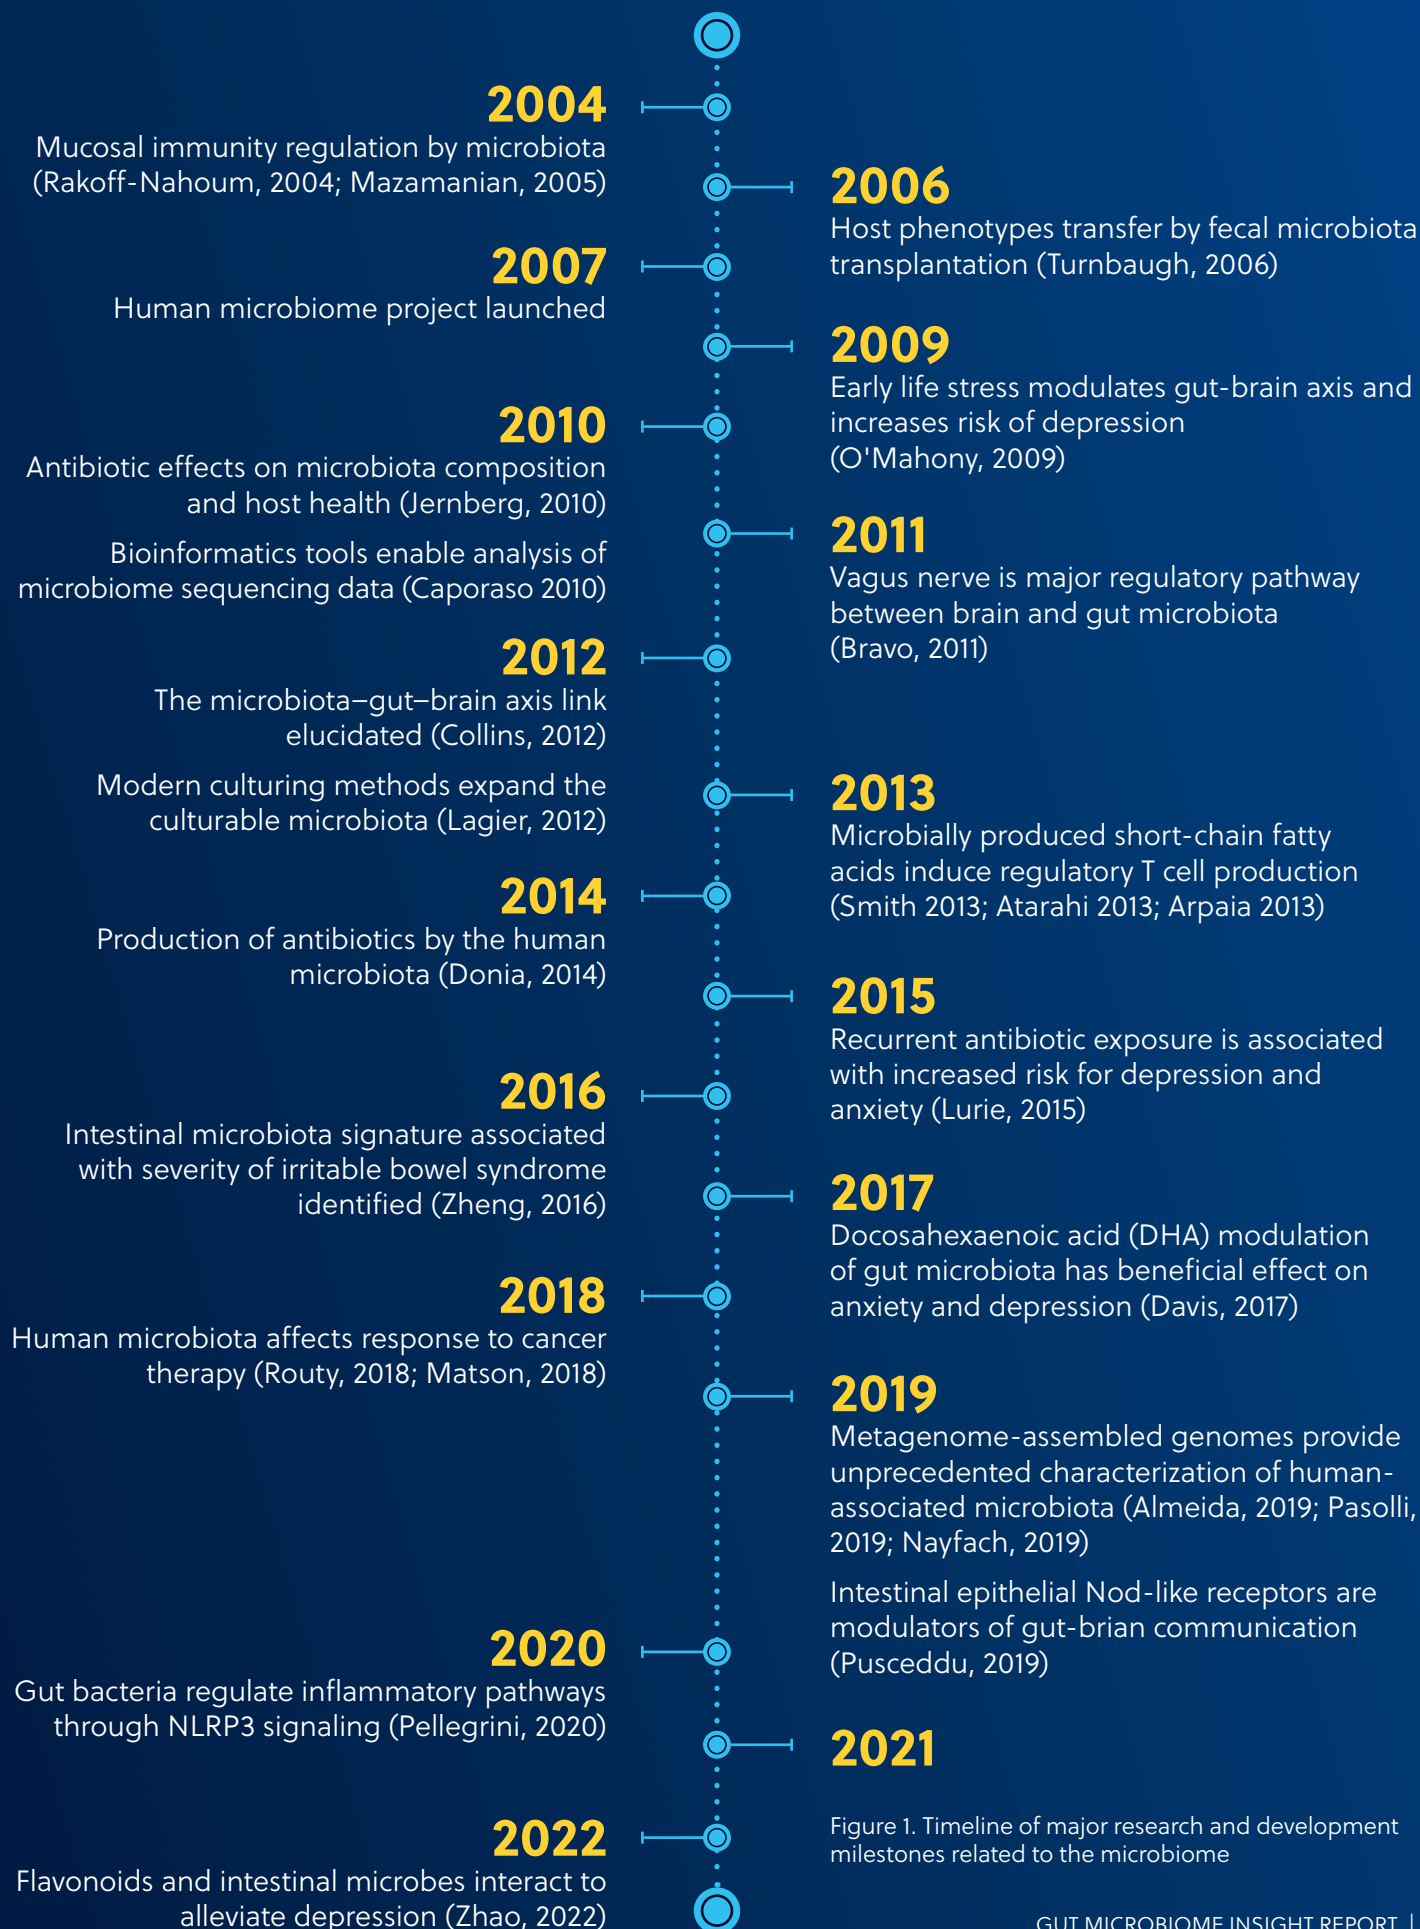 2004
Mucosal immunity regulation by microbiota
(Rakoff-Nahoum, 2004; Mazamanian, 2005)
2006
Host phenotypes transfer by fecal microbiota
transplantation (Turnbaugh, 2006)
2007
Human microbiome project launched
2009
Early life stress modulates gut-brain axis and
increases risk of depression
(O'Mahony, 2009)
2010
Antibiotic effects on microbiota composition
and host health (Jernberg, 2010)
Bioinformatics tools enable analysis of
microbiome sequencing data (Caporaso 2010)
2011
Vagus nerve is major regulatory pathway
between brain and gut microbiota
(Bravo, 2011)
2012
The microbiota–gut–brain axis link
elucidated (Collins, 2012)
Modern culturing methods expand the
culturable microbiota (Lagier, 2012)
2013
Microbially produced short-chain fatty
acids induce regulatory T cell production
(Smith 2013; Atarahi 2013; Arpaia 2013)
2014
Production of antibiotics by the human
microbiota (Donia, 2014)
2015
Recurrent antibiotic exposure is associated
with increased risk for depression and
anxiety (Lurie, 2015)
2016
Intestinal microbiota signature associated
with severity of irritable bowel syndrome
identified (Zheng, 2016)
2017
Docosahexaenoic acid (DHA) modulation
of gut microbiota has beneficial effect on
anxiety and depression (Davis, 2017)
2018
Human microbiota affects response to cancer
therapy (Routy, 2018; Matson, 2018)
2019
Metagenome-assembled genomes provide
unprecedented characterization of human-
associated microbiota (Almeida, 2019; Pasolli,
2019; Nayfach, 2019)
Intestinal epithelial Nod-like receptors are
modulators of gut-brian communication
(Pusceddu, 2019)
2020
Gut bacteria regulate inflammatory pathways
through NLRP3 signaling (Pellegrini, 2020)
2021
2022
Flavonoids and intestinal microbes interact to
alleviate depression (Zhao, 2022)
Figure 1. Timeline of major research and development
milestones related to the microbiome
GUT MICROBIOME INSIGHT REPORT |